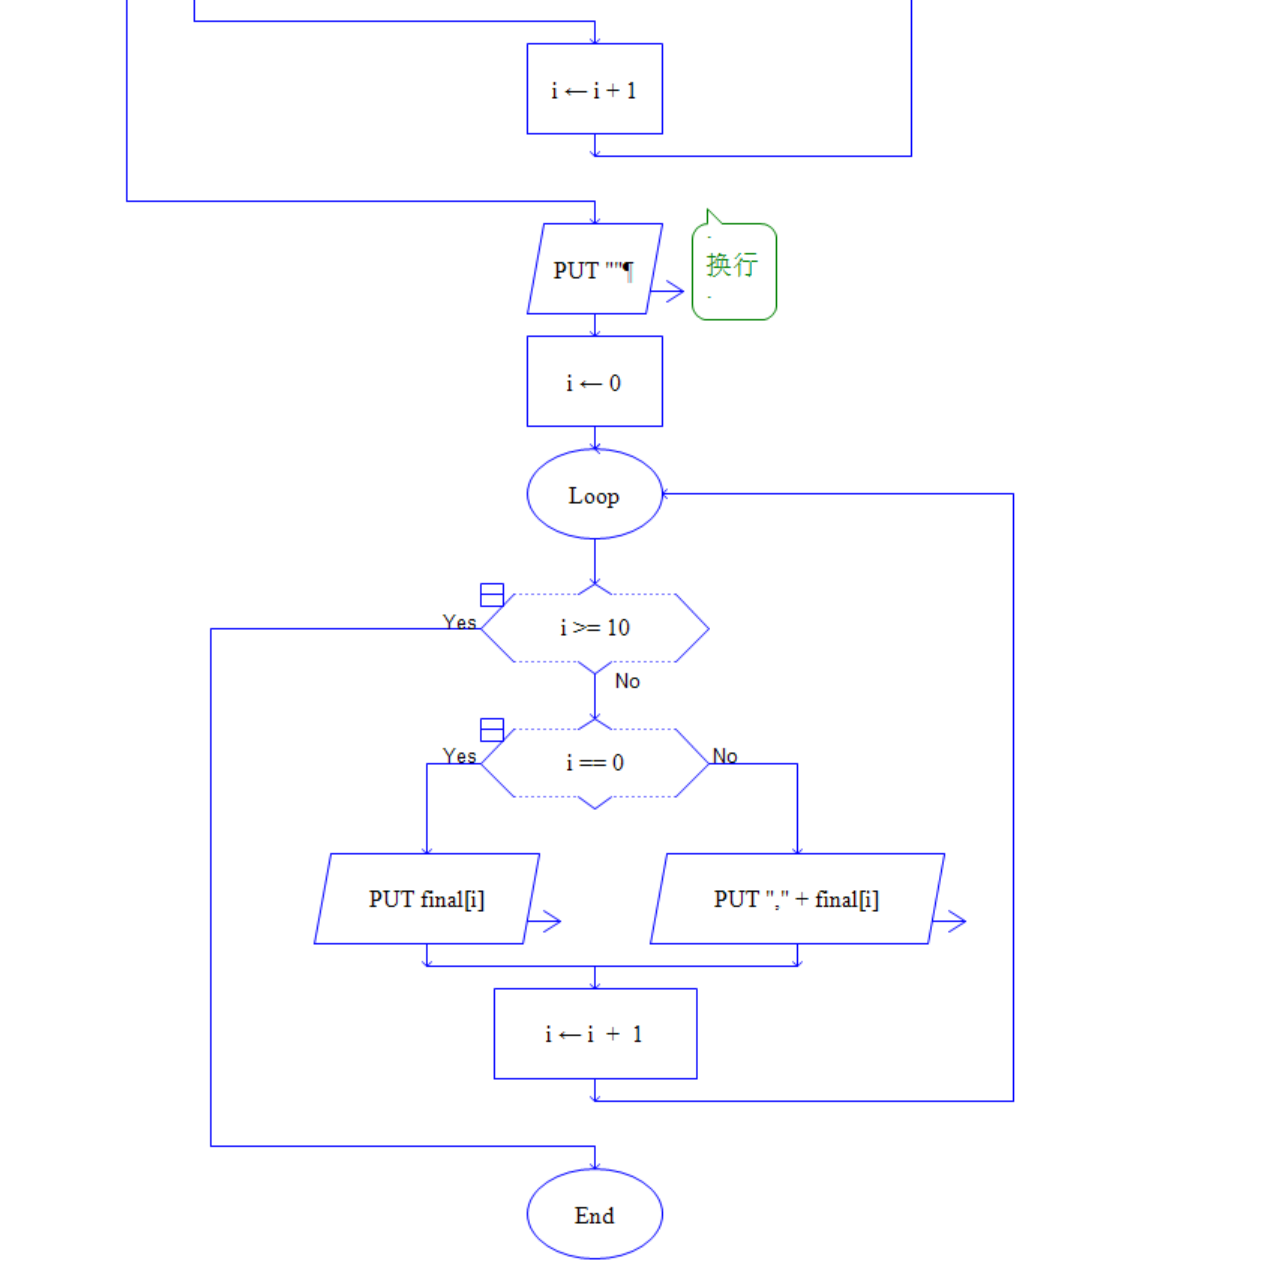 i ← i + 1
PUT ""¶
换行
i ← 0
Loop
i >= 10
Yes
No
i == 0
Yes
No
PUT final[i]
PUT "," + final[i]
i ← i + 1
End